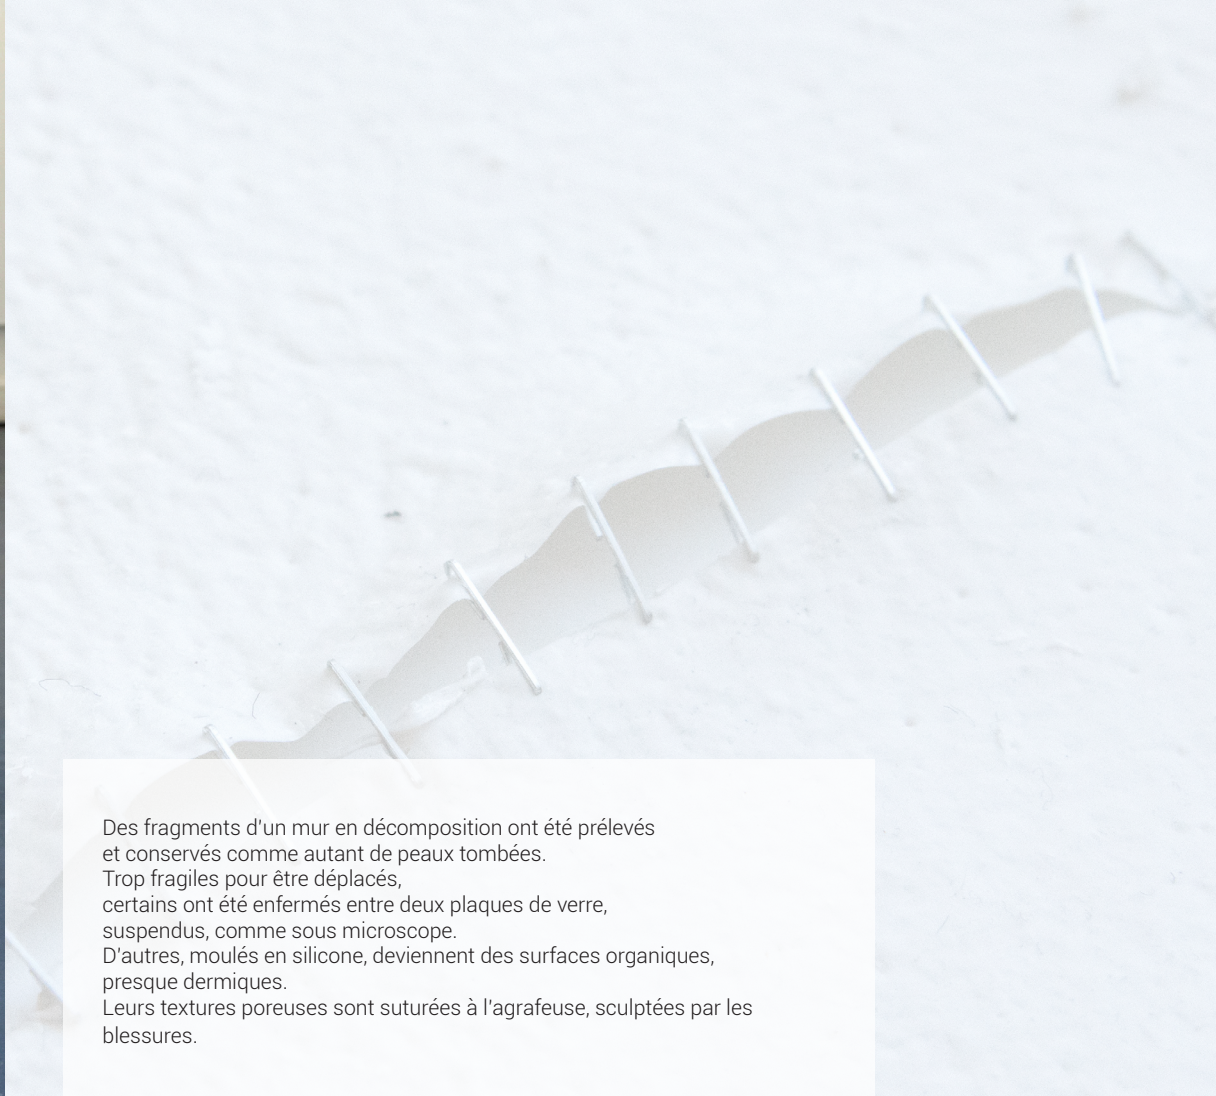 Des fragments d'un mur en décomposition ont été prélevés
et conservés comme autant de peaux tombées.
Trop fragiles pour être déplacés,
certains ont été enfermés entre deux plaques de verre,
suspendus, comme sous microscope.
D'autres, moulés en silicone, deviennent des surfaces organiques,
presque dermiques.
Leurs textures poreuses sont suturées à l'agrafeuse, sculptées par les
blessures.